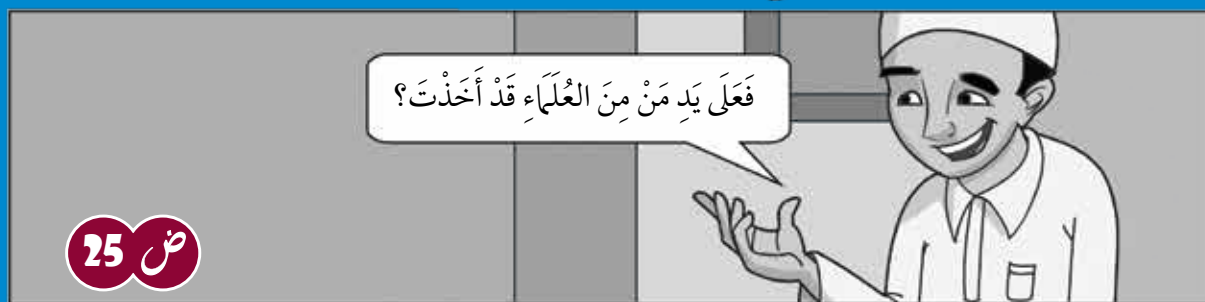 فَعَلَى يَدِ مَنْ مِنَ العُلَمَاءِ قَدْ أَخَذْتَ؟
ض 25